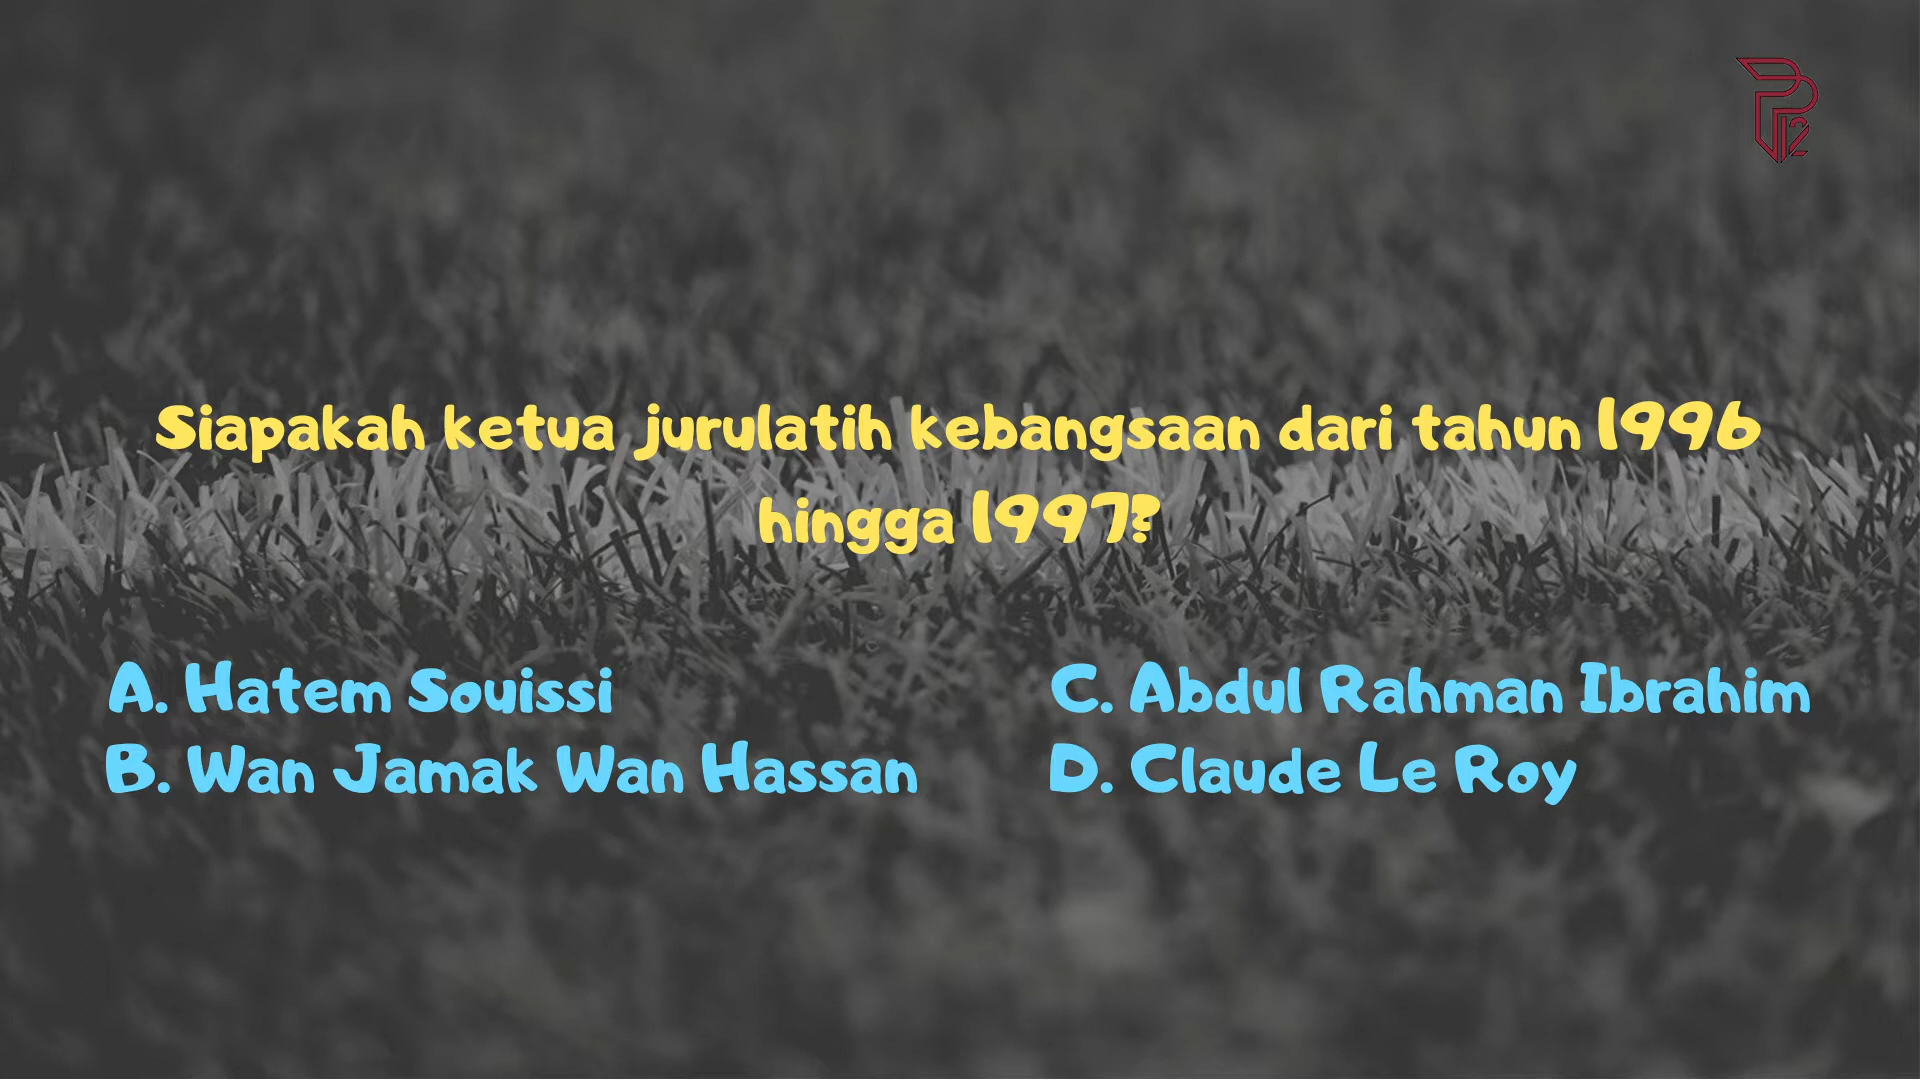 Siapakah ketua jurulatih kebangsaan dari tahun 1996
hingga 1997?
A. Hatem Souissi
B. Wan Jamak Wan Hassan
C. Abdul Rahman Ibrahim
D. Claude Le Roy